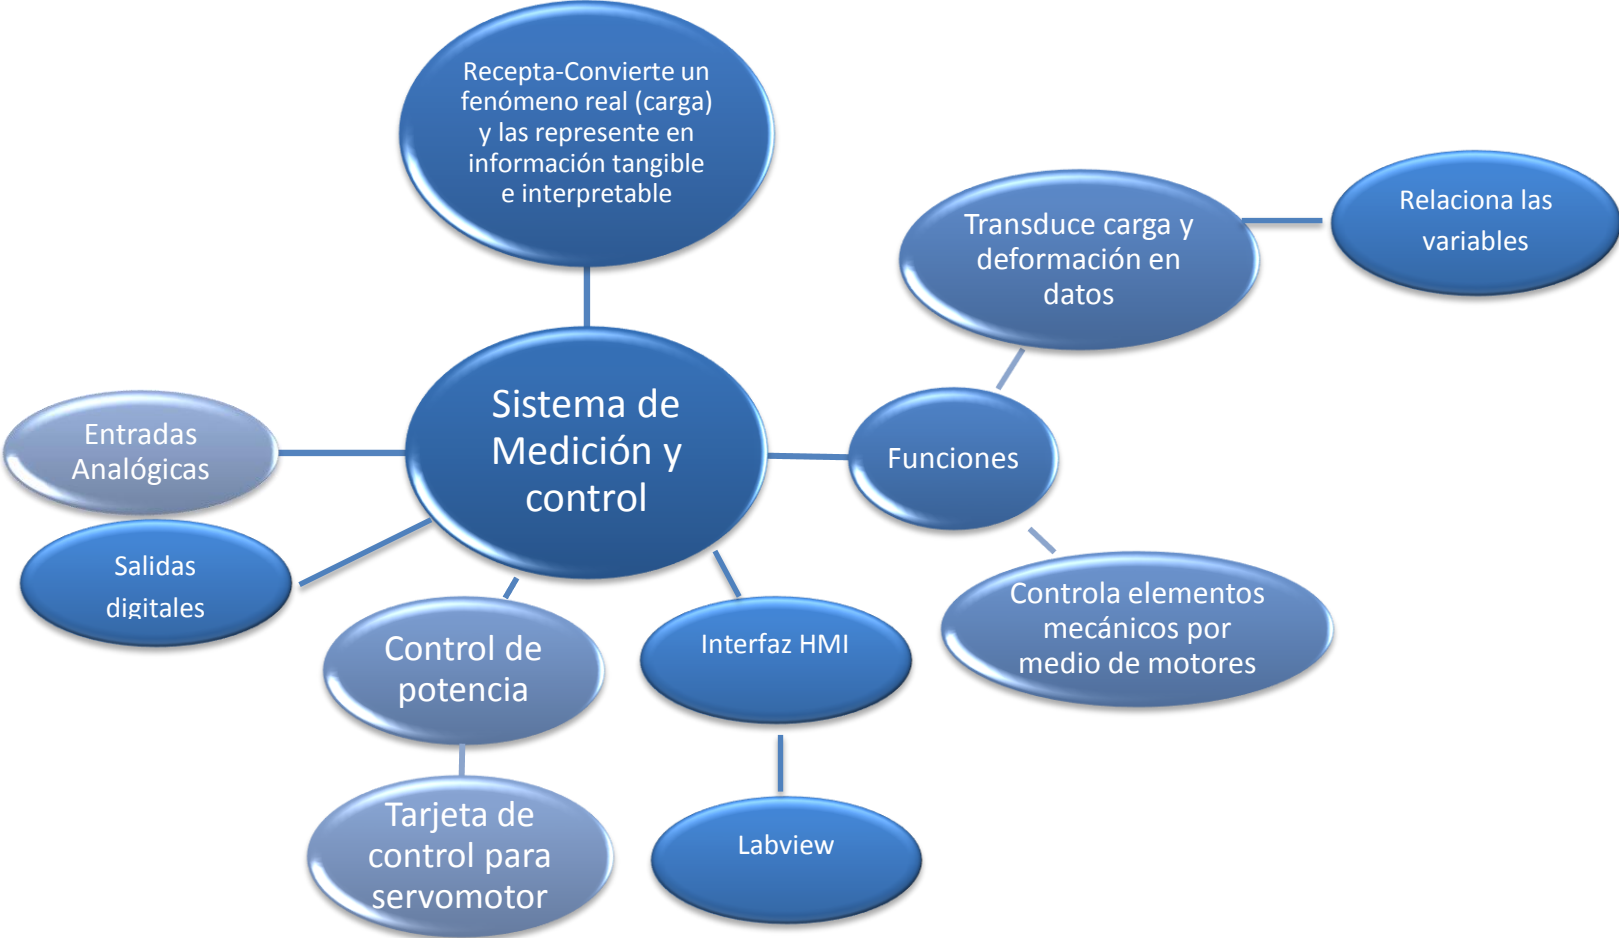 Recepta-Convierte un
fenómeno real (carga)
y las represente en
información tangible
e interpretable
Relaciona las
variables
Transduce carga y
deformación en
datos
Sistema de
Medición y
control
Entradas
Analógicas
Funciones
Salidas
digitales
Controla elementos
mecánicos por
medio de motores
Control de
potencia
Interfaz HMI
Tarjeta de
control para
servomotor
Labview